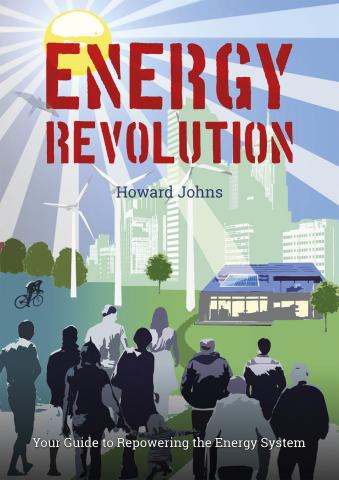 ENERGY
REVOLUTION
Howard Johns
Your Guide to Repowering the Energy System